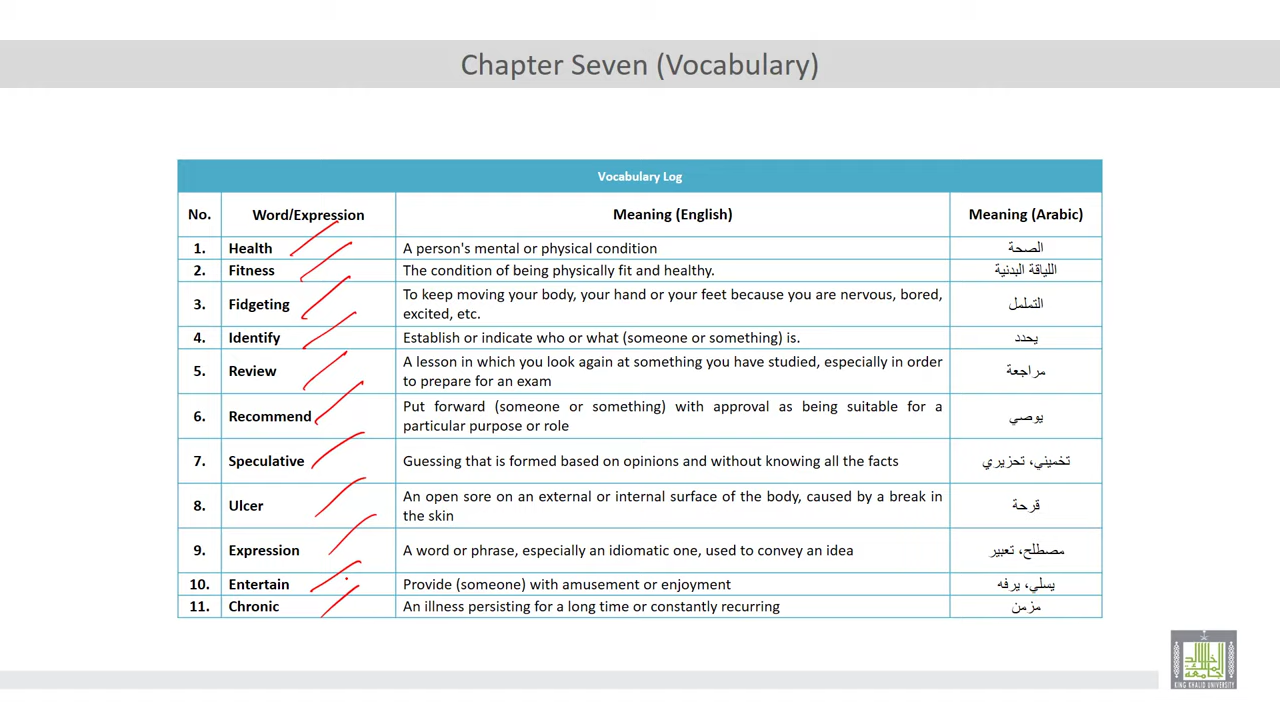 Chapter Seven (Vocabulary)
Vocabulary Log
No. Word/Expression Meaning (English) Meaning (Arabic)
1. Health A person's mental or physical condition الصحة
2. Fitness The condition of being physically fit and healthy. اللياقة البدنية
3. Fidgeting To keep moving your body, your hand or your feet because you are nervous, bored, excited, etc. التململ
4. Identify Establish or indicate who or what (someone or something) is. يحدد
5. Review A lesson in which you look again at something you have studied, especially in order to prepare for an exam مراجعة
6. Recommend Put forward (someone or something) with approval as being suitable for a particular purpose or role يوصي
7. Speculative Guessing that is formed based on opinions and without knowing all the facts تخميني، تحزيري
8. Ulcer An open sore on an external or internal surface of the body, caused by a break in the skin قرحة
9. Expression A word or phrase, especially an idiomatic one, used to convey an idea مصطلح، تعبير
10. Entertain Provide (someone) with amusement or enjoyment يسلي، يرفه
11. Chronic An illness persisting for a long time or constantly recurring مزمن
KING KHALID UNIVERSITY